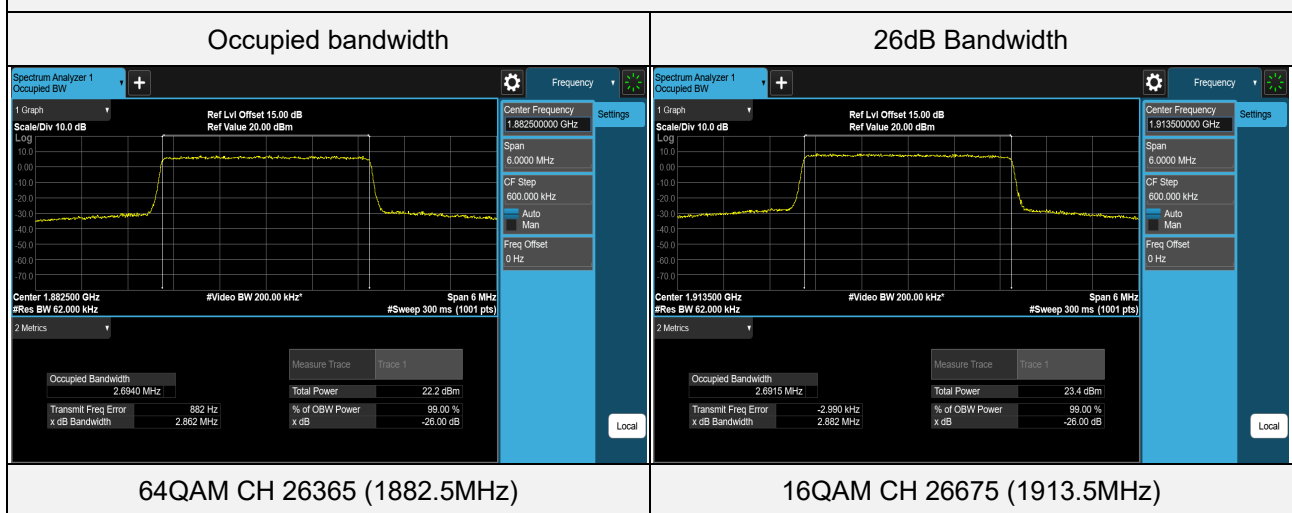 Occupied bandwidth
26dB Bandwidth
Spectrum Analyzer 1
Occupied BW
+
Frequency
1 Graph
Scale/Div 10.0 dB
Ref Lvl Offset 15.00 dB
Ref Value 20.00 dBm
Log
10.0
0.00
-10.0
-20.0
-30.0
-40.0
-50.0
-60.0
-70.0
Center 1.882500 GHz
#Video BW 200.00 kHz*
Span 6 MHz
#Res BW 62.000 kHz
#Sweep 300 ms (1001 pts)
Center Frequency
1.882500000 GHz
Settings
Span
6.0000 MHz
CF Step
600.000 kHz
Auto
Man
Freq Offset
0 Hz
Local
2 Metrics
Measure Trace Trace 1
Occupied Bandwidth
2.6940 MHz
Total Power 22.2 dBm
Transmit Freq Error 882 Hz
% of OBW Power 99.00 %
x dB Bandwidth 2.862 MHz
x dB -26.00 dB
Spectrum Analyzer 1
Occupied BW
+
Frequency
1 Graph
Scale/Div 10.0 dB
Ref Lvl Offset 15.00 dB
Ref Value 20.00 dBm
Log
10.0
0.00
-10.0
-20.0
-30.0
-40.0
-50.0
-60.0
-70.0
Center 1.913500 GHz
#Video BW 200.00 kHz*
Span 6 MHz
#Res BW 62.000 kHz
#Sweep 300 ms (1001 pts)
Center Frequency
1.913500000 GHz
Settings
Span
6.0000 MHz
CF Step
600.000 kHz
Auto
Man
Freq Offset
0 Hz
Local
2 Metrics
Measure Trace Trace 1
Occupied Bandwidth
2.6915 MHz
Total Power 23.4 dBm
Transmit Freq Error -2.990 kHz
% of OBW Power 99.00 %
x dB Bandwidth 2.882 MHz
x dB -26.00 dB
64QAM CH 26365 (1882.5MHz)
16QAM CH 26675 (1913.5MHz)